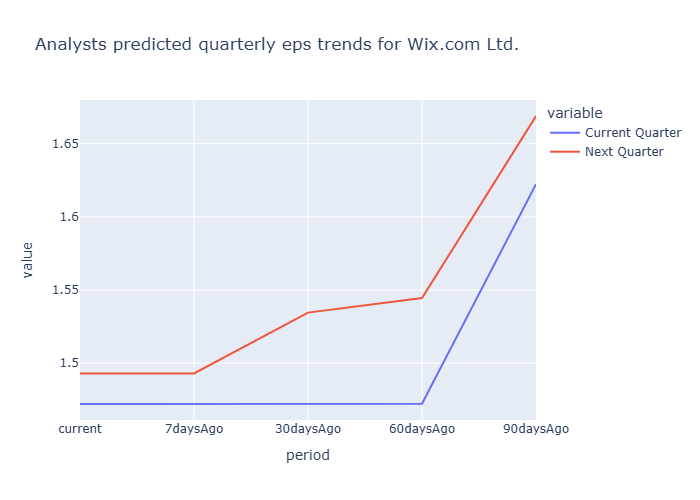 Analysts predicted quarterly eps trends for Wix.com Ltd.
variable
Current Quarter
Next Quarter
value
1.65
1.6
1.55
1.5
current
7daysAgo
30daysAgo
60daysAgo
90daysAgo
period